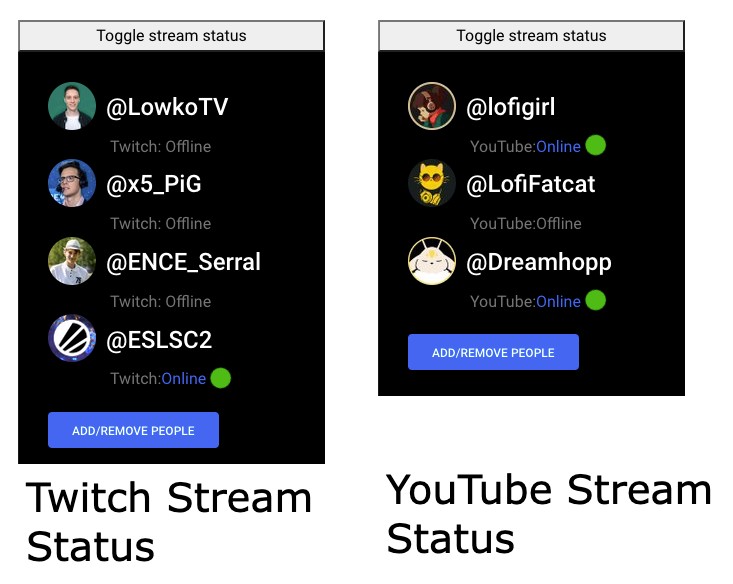 Toggle stream status
@LowkoTV
Twitch: Offline
@x5_PiG
Twitch: Offline
@ENCE_Serral
Twitch: Offline
@ESLSC2
Twitch:Online
ADD/REMOVE PEOPLE
Twitch Stream
Status
Toggle stream status
@lofigirl
YouTube:Online
@LofiFatcat
YouTube:Offline
@Dreamhopp
YouTube:Online
ADD/REMOVE PEOPLE
YouTube Stream
Status